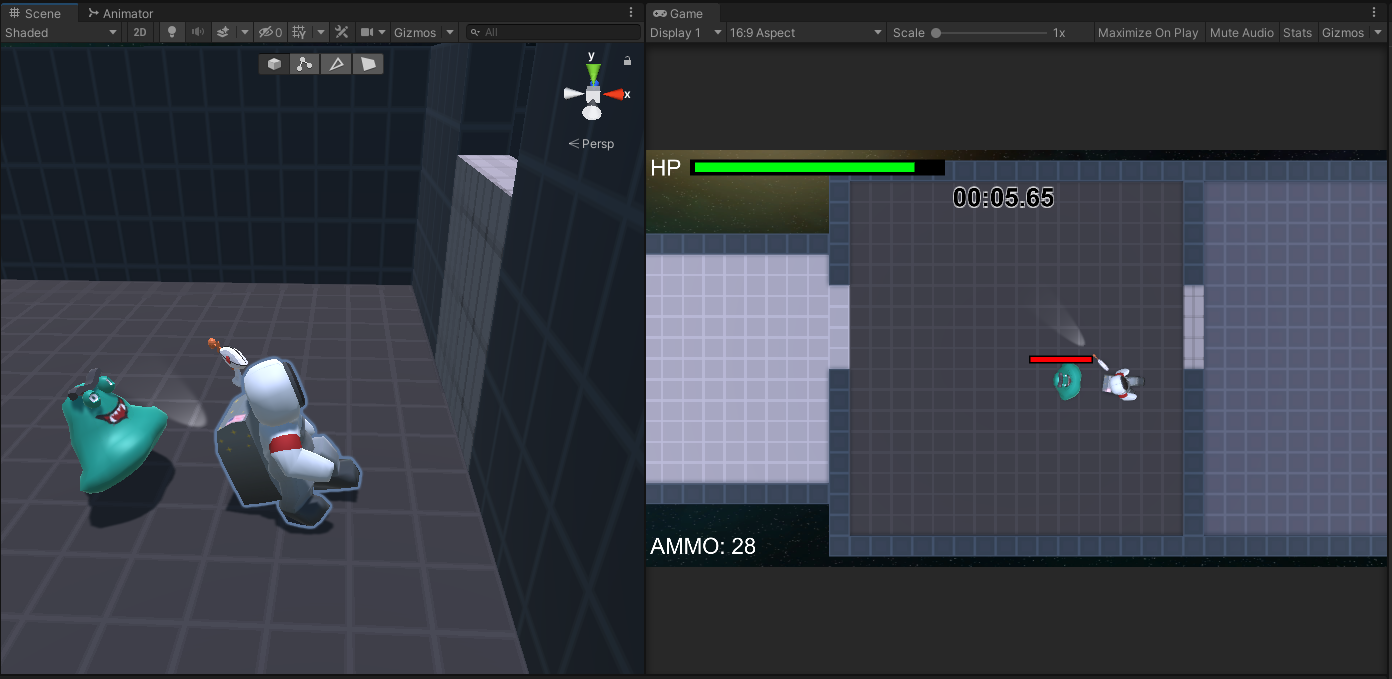 Scene
Animator
Shaded
2D
0
Gizmos
All
y
x
Persp
Game
Display 1
16:9 Aspect
Scale
1x
Maximize On Play
Mute Audio
Stats
Gizmos
HP
00:05.65
AMMO: 28